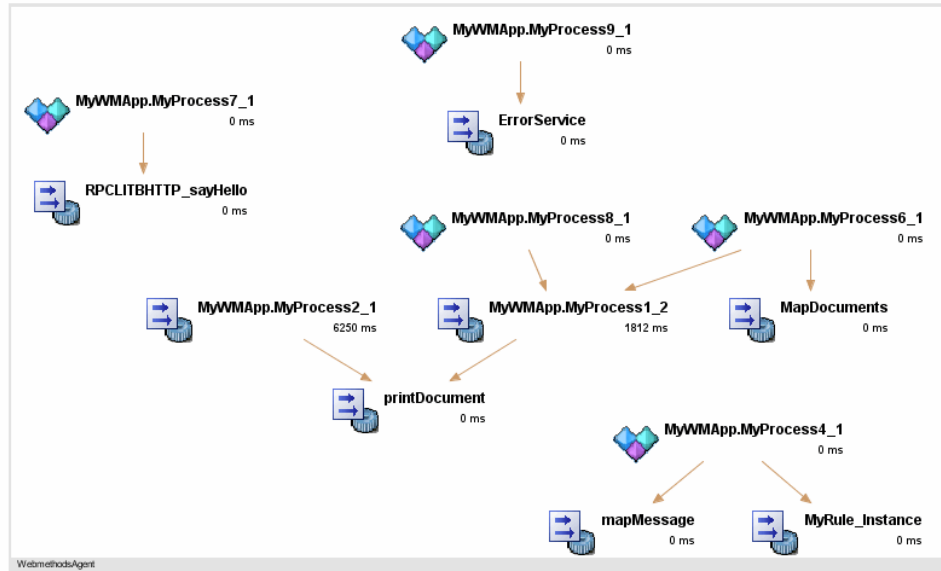 MyWMApp.MyProcess9_1
0 ms
MyWMApp.MyProcess7_1
0 ms
ErrorService
0 ms
RPCLITBHTTP_sayHello
0 ms
MyWMApp.MyProcess8_1
0 ms
MyWMApp.MyProcess6_1
0 ms
MyWMApp.MyProcess2_1
6250 ms
MyWMApp.MyProcess1_2
1812 ms
MapDocuments
0 ms
printDocument
0 ms
MyWMApp.MyProcess4_1
0 ms
mapMessage
0 ms
MyRule_Instance
0 ms
WebmethodsAgent